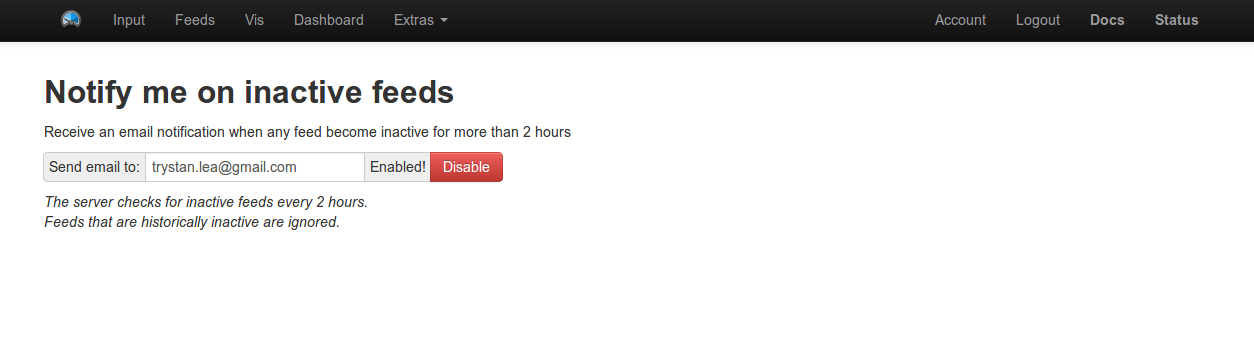 Input Feeds Vis Dashboard Extras Account Logout Docs Status
Notify me on inactive feeds
Receive an email notification when any feed become inactive for more than 2 hours
Send email to: trystan.lea@gmail.com Enabled! Disable
The server checks for inactive feeds every 2 hours.
Feeds that are historically inactive are ignored.